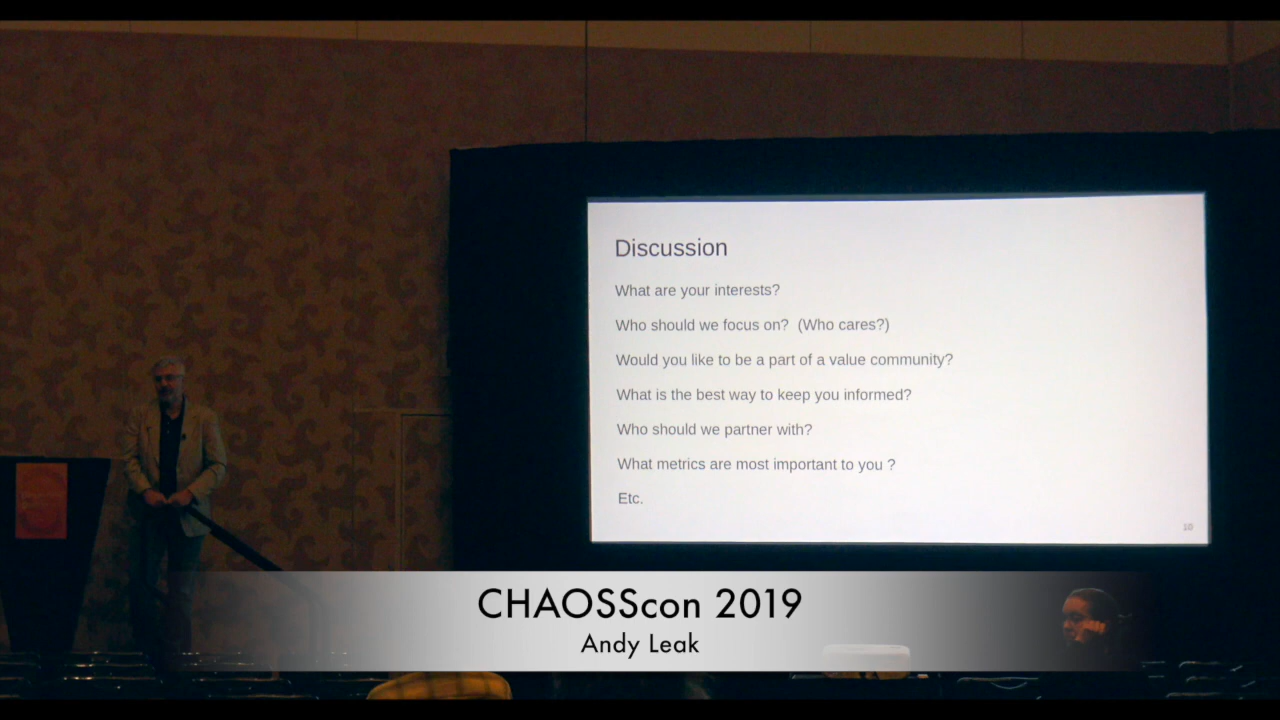 Discussion
What are your interests?
Who should we focus on?  (Who cares?)
Would you like to be a part of a value community?
What is the best way to keep you informed?
Who should we partner with?
What metrics are most important to you ?
Etc.
10
CHAOSScon 2019
Andy Leak